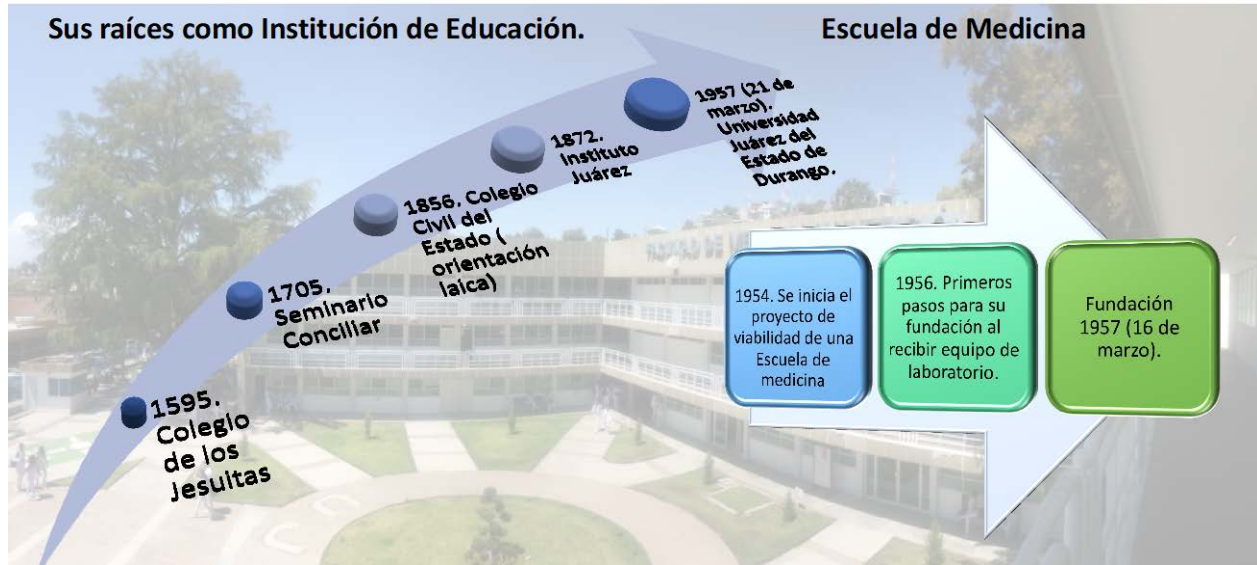 Sus raíces como Institución de Educación.
1595.
Colegio
de los
Jesuitas
1705.
Seminario
Conciliar
1856. Colegio
Civil del
Estado (
orientación
laica)
1872.
Instituto
Juárez
1957 (21 de
marzo).
Universidad
Juárez del
Estado de
Durango.
Escuela de Medicina
1954. Se inicia el
proyecto de
viabilidad de una
Escuela de
medicina
1956. Primeros
pasos para su
fundación al
recibir equipo de
laboratorio.
Fundación
1957 (16 de
marzo).
FACULTAD DE